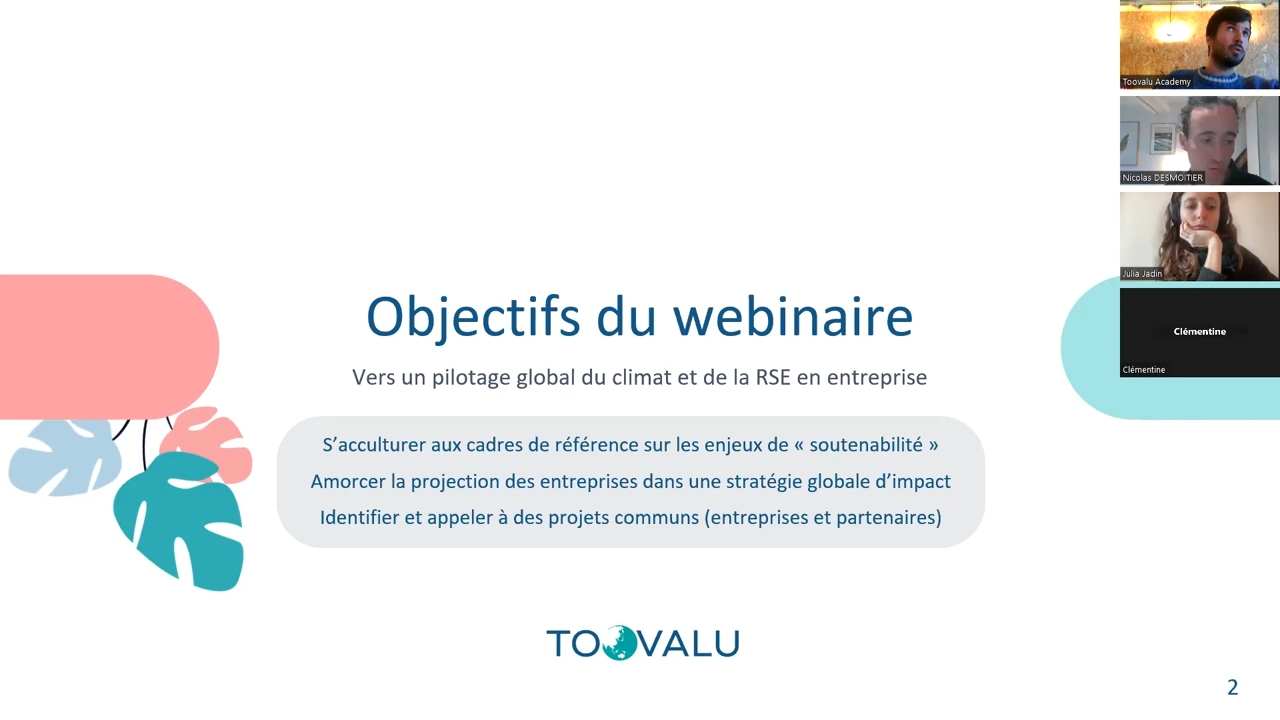 Objectifs du webinaire
Vers un pilotage global du climat et de la RSE en entreprise
S’acculturer aux cadres de référence sur les enjeux de « soutenabilité »
Amorcer la projection des entreprises dans une stratégie globale d’impact
Identifier et appeler à des projets communs (entreprises et partenaires)
TOOVALU
2
Toovalu Academy
Nicolas DESMOITIER
Julia Jadin
Clémentine
Clémentine